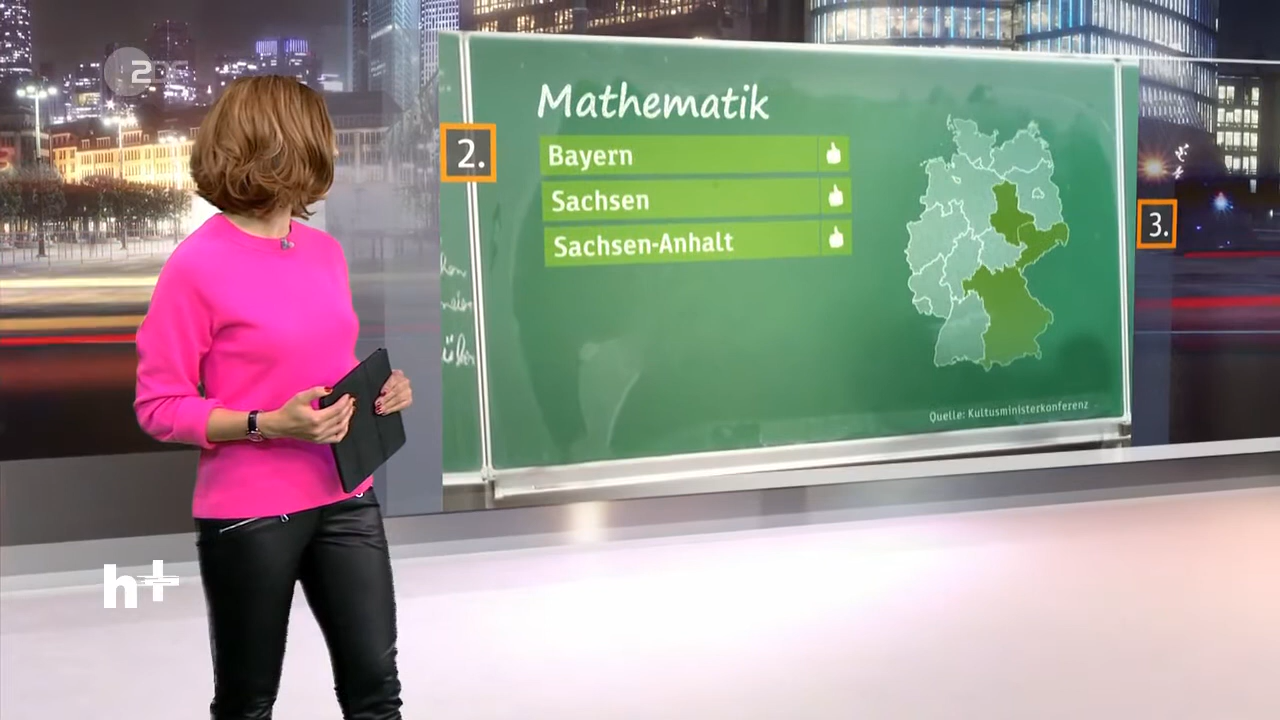 2DF
Mathematik
2.
Bayern
Sachsen
Sachsen-Anhalt
3.
Quelle: Kultusministerkonferenz
h+